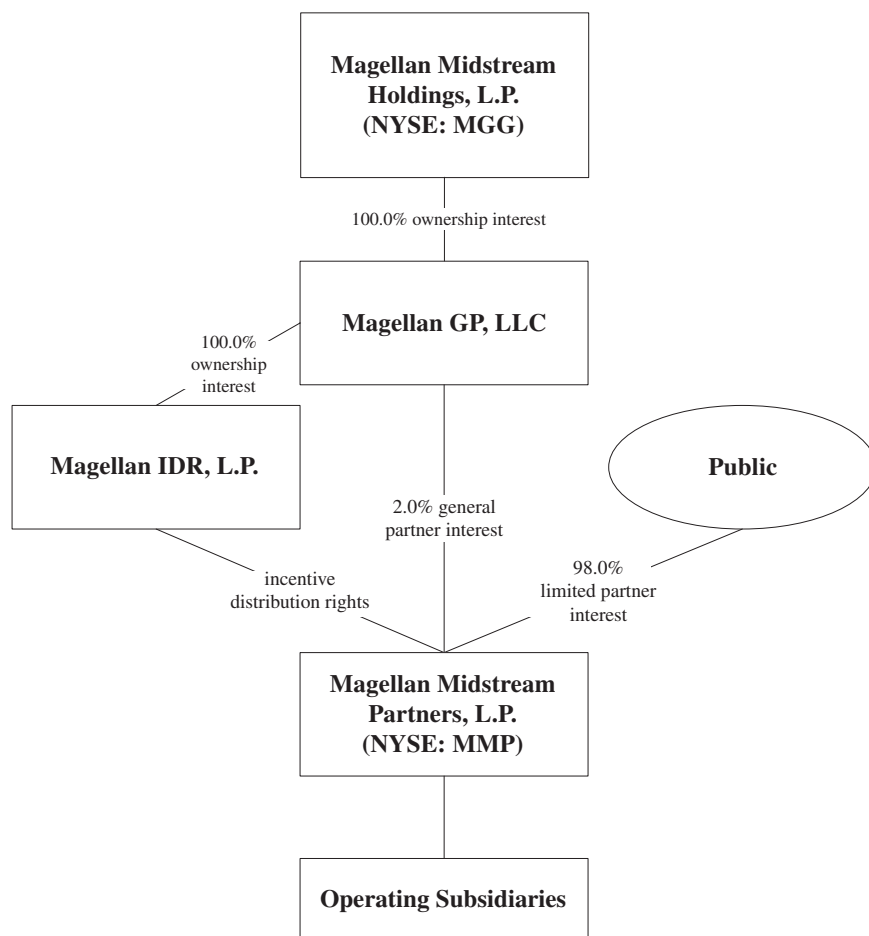 Magellan Midstream
Holdings, L.P.
(NYSE: MGG)
100.0% ownership interest
Magellan GP, LLC
100.0%
ownership
interest
Magellan IDR, L.P.
Public
2.0% general
partner interest
incentive
distribution rights
98.0%
limited partner
interest
Magellan Midstream
Partners, L.P.
(NYSE: MMP)
Operating Subsidiaries